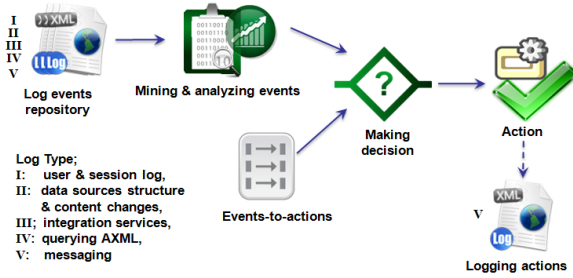 I
II
III
IV
V
XML
Log
Log events
repository
Mining & analyzing events
?
Making
decision
Action
Events-to-actions
Log Type;
I: user & session log,
II: data sources structure
& content changes,
III; integration services,
IV: querying AXML,
V: messaging
V
XML
Log
Logging actions